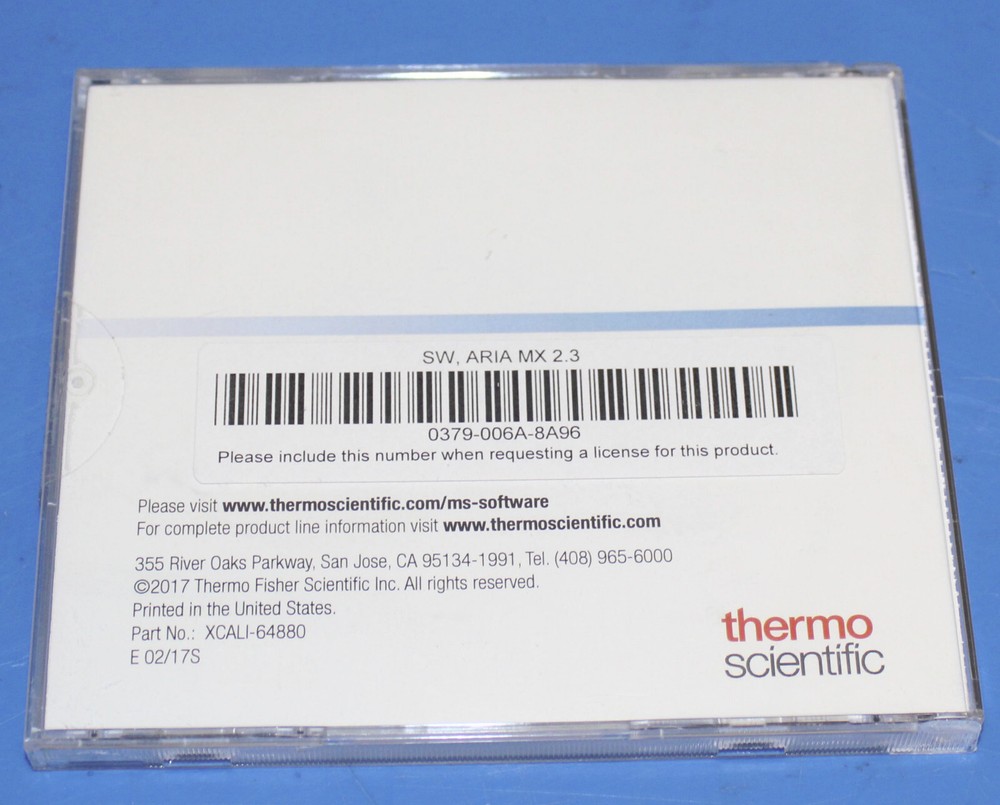 SW, ARIA MX 2.3
0379-006A-8A96
Please include this number when requesting a license for this product.
Please visit www.thermoscientific.com/ms-software
For complete product line information visit www.thermoscientific.com
355 River Oaks Parkway, San Jose, CA 95134-1991, Tel. (408) 965-6000
©2017 Thermo Fisher Scientific Inc. All rights reserved.
Printed in the United States.
Part No.: XCALI-64880
E 02/17S
thermo
scientific